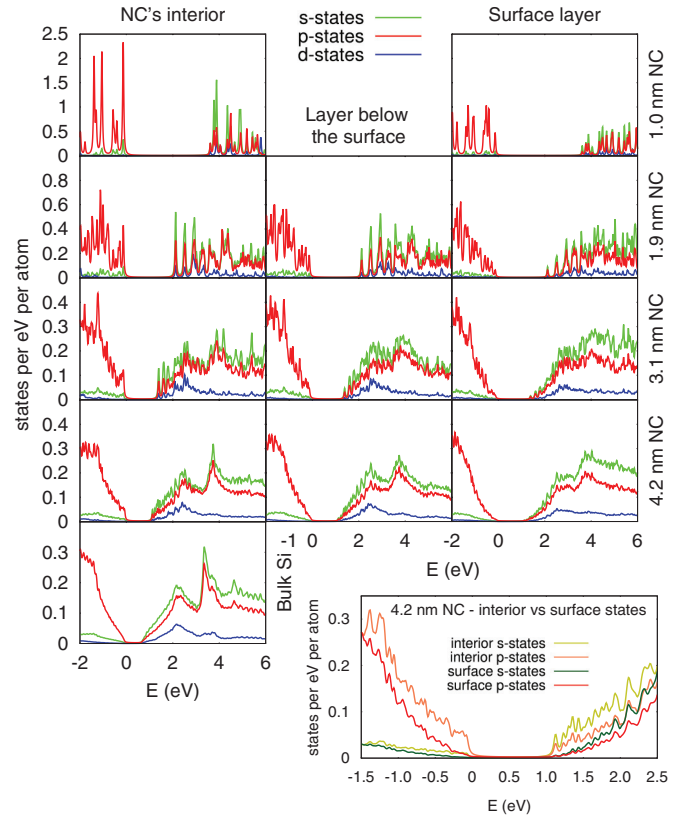 NC's interior
Surface layer
s-states
p-states
d-states
Layer below
the surface
states per eV per atom
2.5
2
1.5
1
0.5
0
1.0 nm NC
0.8
0.6
0.4
0.2
0
1.9 nm NC
0.4
0.3
0.2
0.1
0
3.1 nm NC
0.3
0.2
0.1
0
4.2 nm NC
-1 0 1 2 3 4 5
E (eV)
-2 0 2 4 6
E (eV)
0.3
0.2
0.1
0
Bulk Si
-2 0 2 4 6
E (eV)
4.2 nm NC - interior vs surface states
interior s-states
interior p-states
surface s-states
surface p-states
states per eV per atom
0.3
0.2
0.1
0
-1.5 -1.0 -0.5 0 0.5 1.0 1.5 2.0 2.5
E (eV)